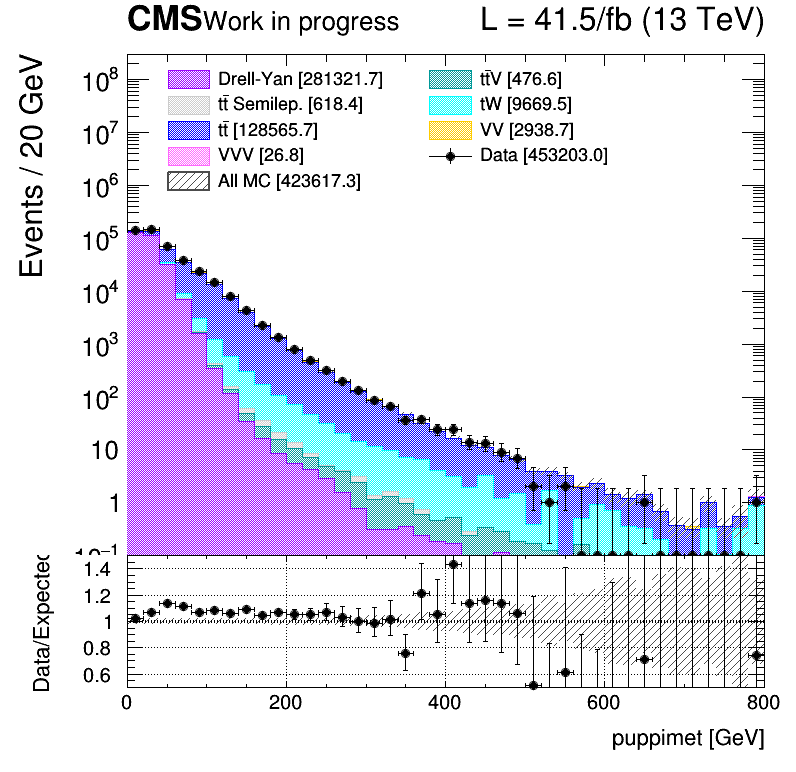 CMS Work in progress L = 41.5/fb (13 TeV)
Events / 20 GeV
Drell-Yan [281321.7] tt̄V [476.6]
tt̄ Semilep. [618.4] tW [9669.5]
tt̄ [128565.7] VV [2938.7]
VVV [26.8] Data [453203.0]
All MC [423617.3]
10⁸
10⁷
10⁶
10⁵
10⁴
10³
10²
10
1
10⁻¹
Data/Expected
1.4
1.2
1
0.8
0.6
0 200 400 600 800
puppimet [GeV]